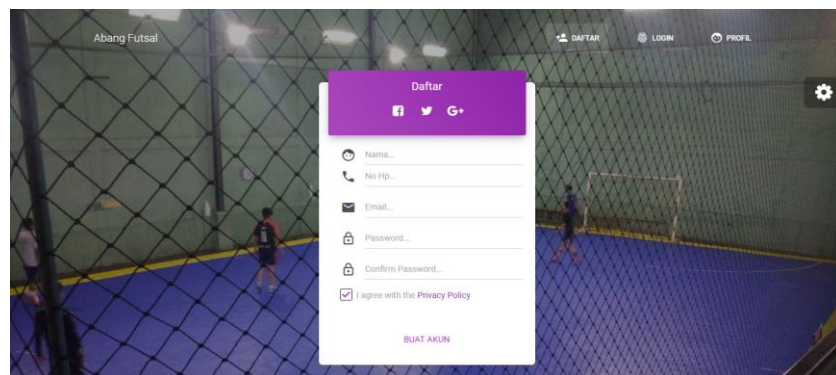 Abang Futsal
DAFTAR
LOGIN
PROFIL
Daftar
G+
Nama...
No Hp...
Email...
Password...
Confirm Password...
I agree with the Privacy Policy
BUAT AKUN